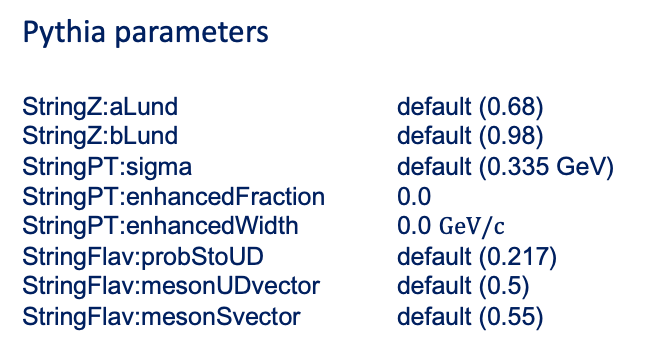 Pythia parameters
StringZ:aLund default (0.68)
StringZ:bLund default (0.98)
StringPT:sigma default (0.335 GeV)
StringPT:enhancedFraction 0.0
StringPT:enhancedWidth 0.0 GeV/c
StringFlav:probStoUD default (0.217)
StringFlav:mesonUDvector default (0.5)
StringFlav:mesonSvector default (0.55)